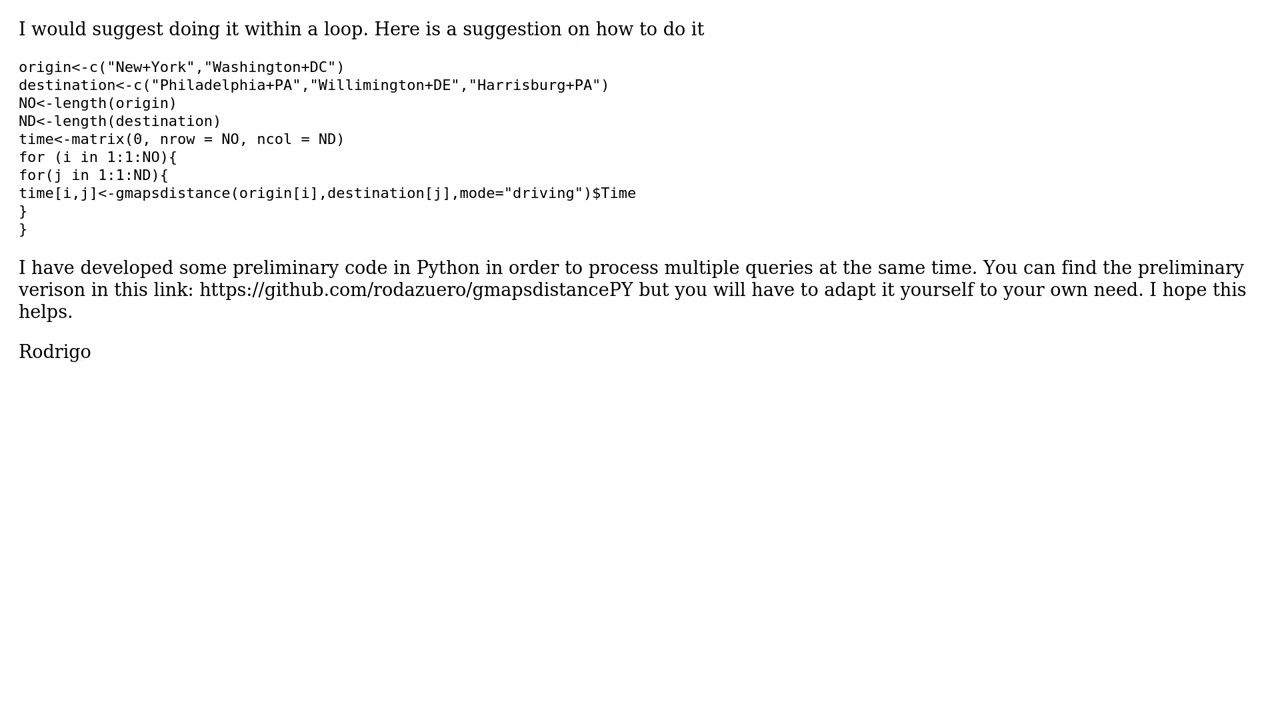 I would suggest doing it within a loop. Here is a suggestion on how to do it
origin<-c("New+York","Washington+DC")
destination<-c("Philadelphia+PA","Willimington+DE","Harrisburg+PA")
NO<-length(origin)
ND<-length(destination)
time<-matrix(0, nrow = NO, ncol = ND)
for (i in 1:1:NO){
for(j in 1:1:ND){
time[i,j]<-gmapsdistance(origin[i],destination[j],mode="driving")$Time
}
}
I have developed some preliminary code in Python in order to process multiple queries at the same time. You can find the preliminary
verison in this link: https://github.com/rodazuero/gmapsdistancePY but you will have to adapt it yourself to your own need. I hope this
helps.
Rodrigo